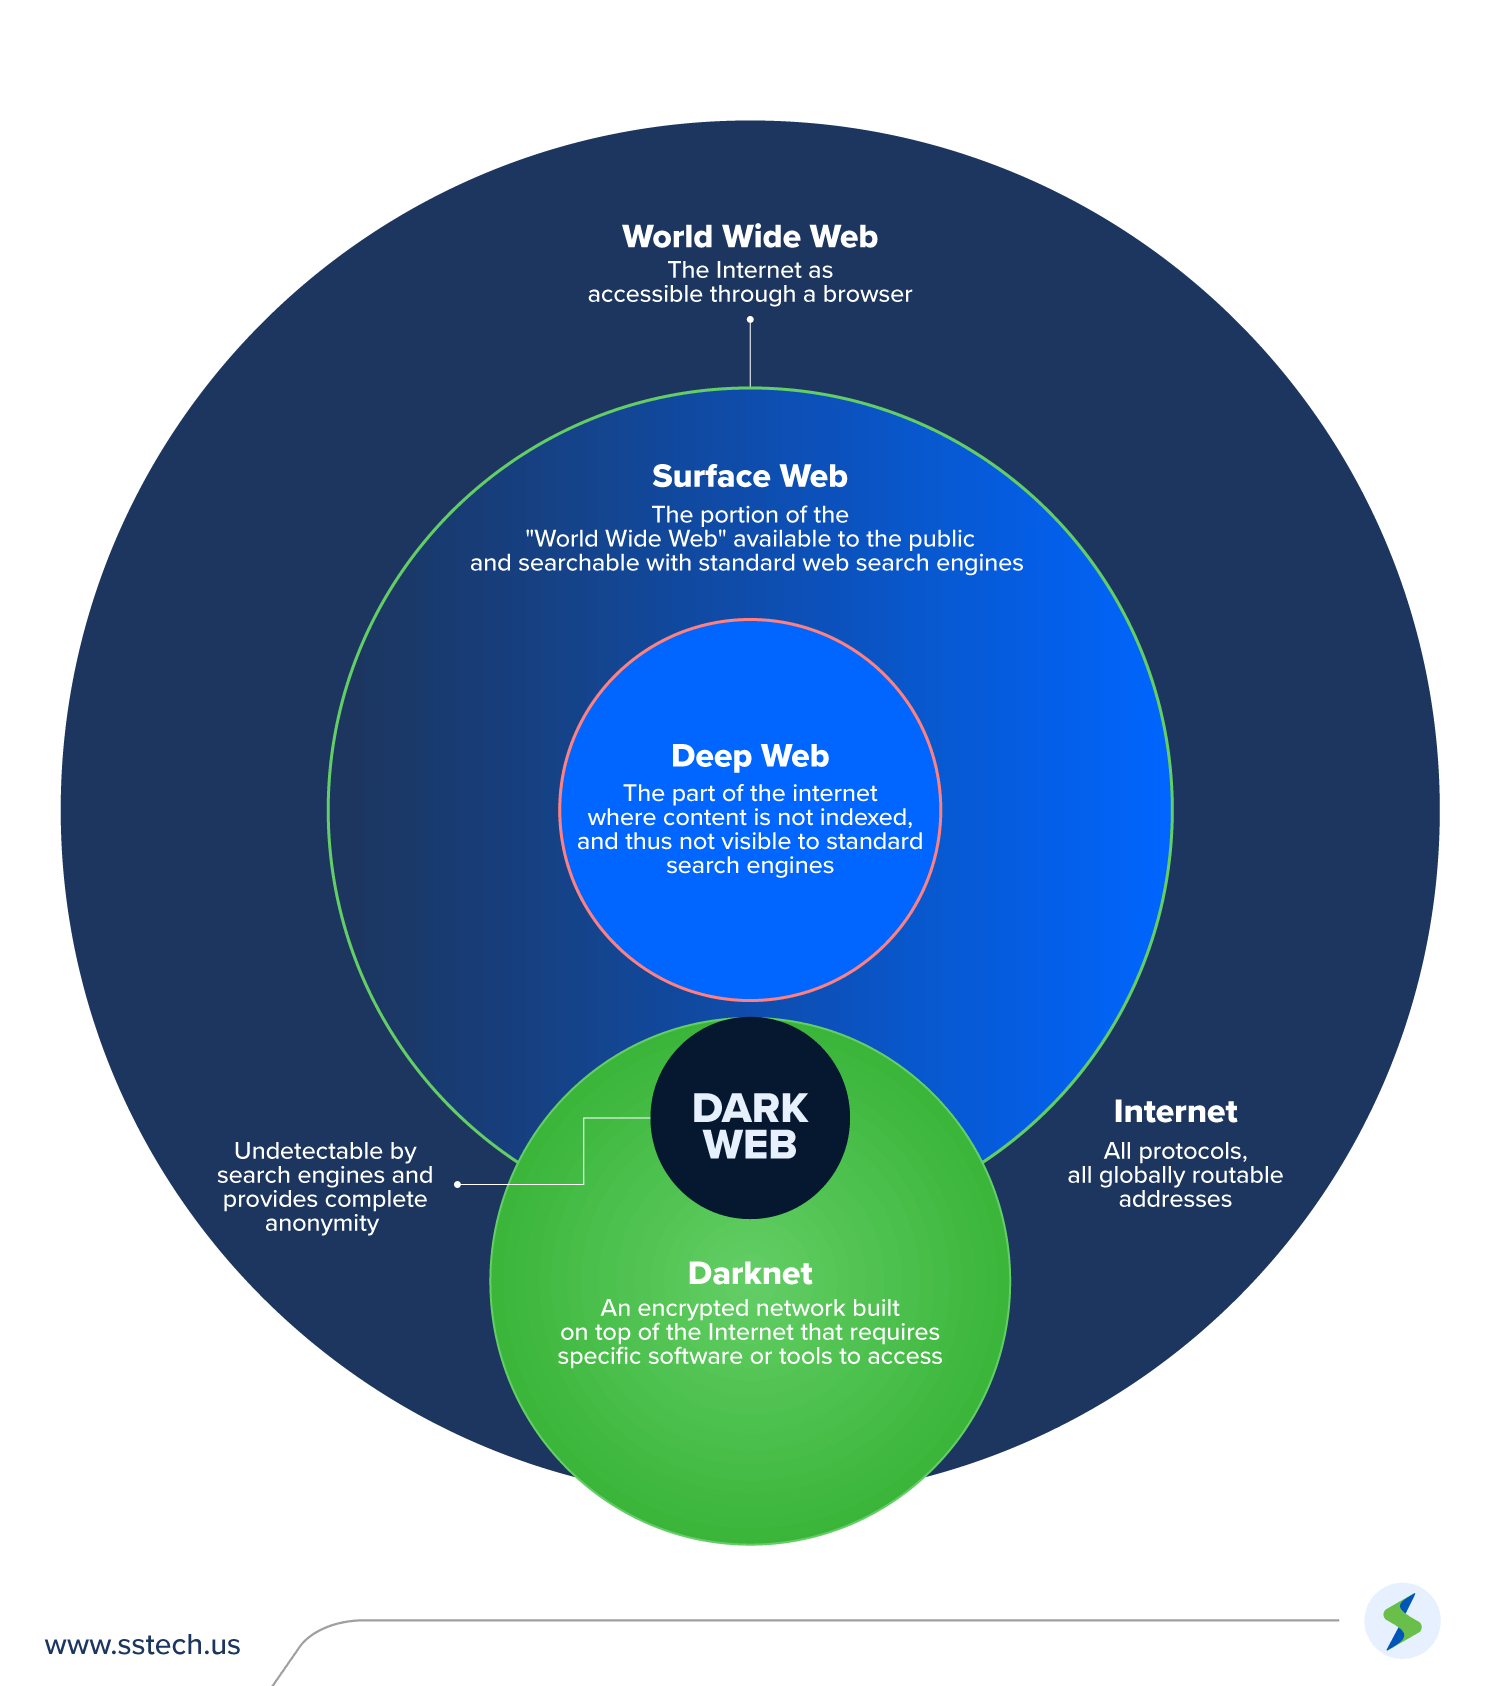 World Wide Web
The Internet as
accessible through a browser
Surface Web
The portion of the
"World Wide Web" available to the public
and searchable with standard web search engines
Deep Web
The part of the internet
where content is not indexed,
and thus not visible to standard
search engines
DARK
WEB
Undetectable by
search engines and
provides complete
anonymity
Internet
All protocols,
all globally routable
addresses
Darknet
An encrypted network built
on top of the Internet that requires
specific software or tools to access
www.sstech.us